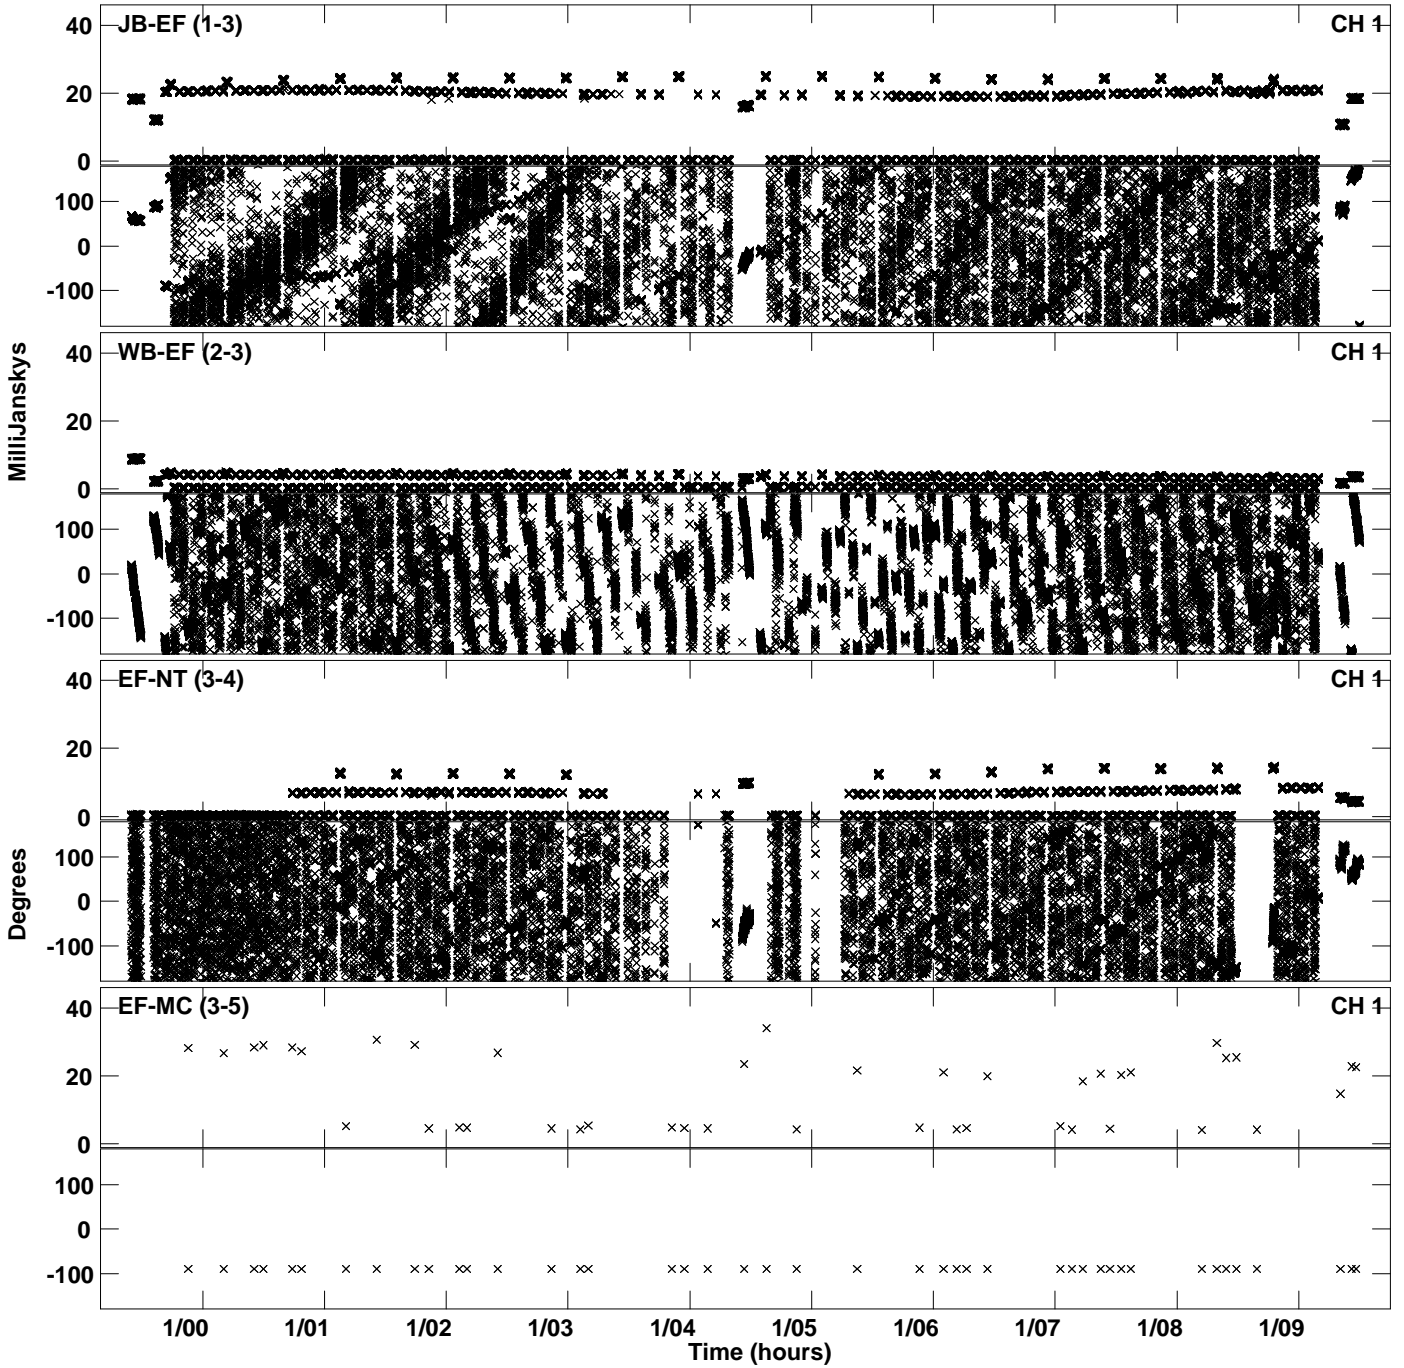 40 JB-EF (1-3) CH 1
20
0
100
0
-100
40 WB-EF (2-3) CH 1
20
0
100
0
-100
MilliJanskys
40 EF-NT (3-4) CH 1
20
0
100
0
-100
Degrees
40 EF-MC (3-5) CH 1
20
0
100
0
-100
1/00 1/01 1/02 1/03 1/04 1/05 1/06 1/07 1/08 1/09
Time (hours)